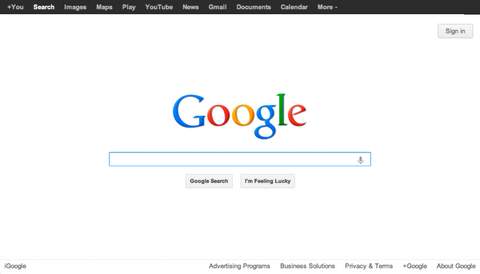 +You Search Images Maps Play YouTube News Gmail Documents Calendar More
Sign in
Google
Google Search I'm Feeling Lucky
iGoogle Advertising Programs Business Solutions Privacy & Terms +Google About Google